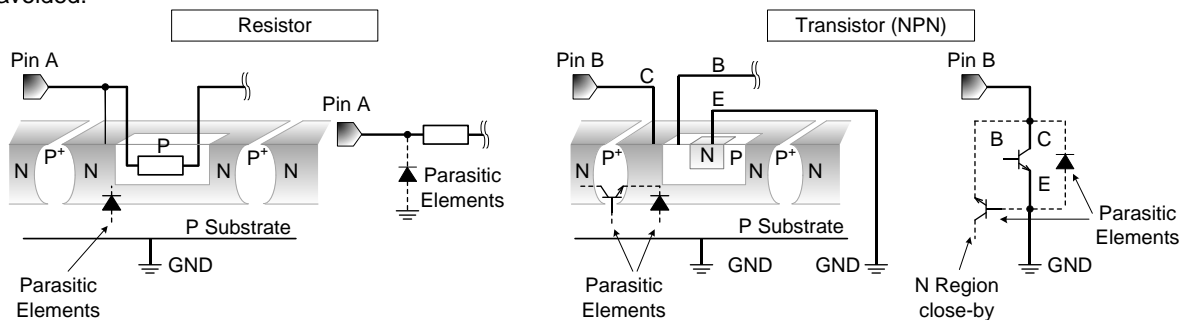 avoided.
Resistor
Transistor (NPN)
Pin A
Pin A
N
P+
N
P
P+
N
N
Parasitic
Elements
P Substrate
GND
Parasitic
Elements
Pin B
C
B
E
N
P+
N
N
P
P+
N
N
P Substrate
GND
GND
Parasitic
Elements
Pin B
B
C
E
Parasitic
Elements
GND
N Region
close-by